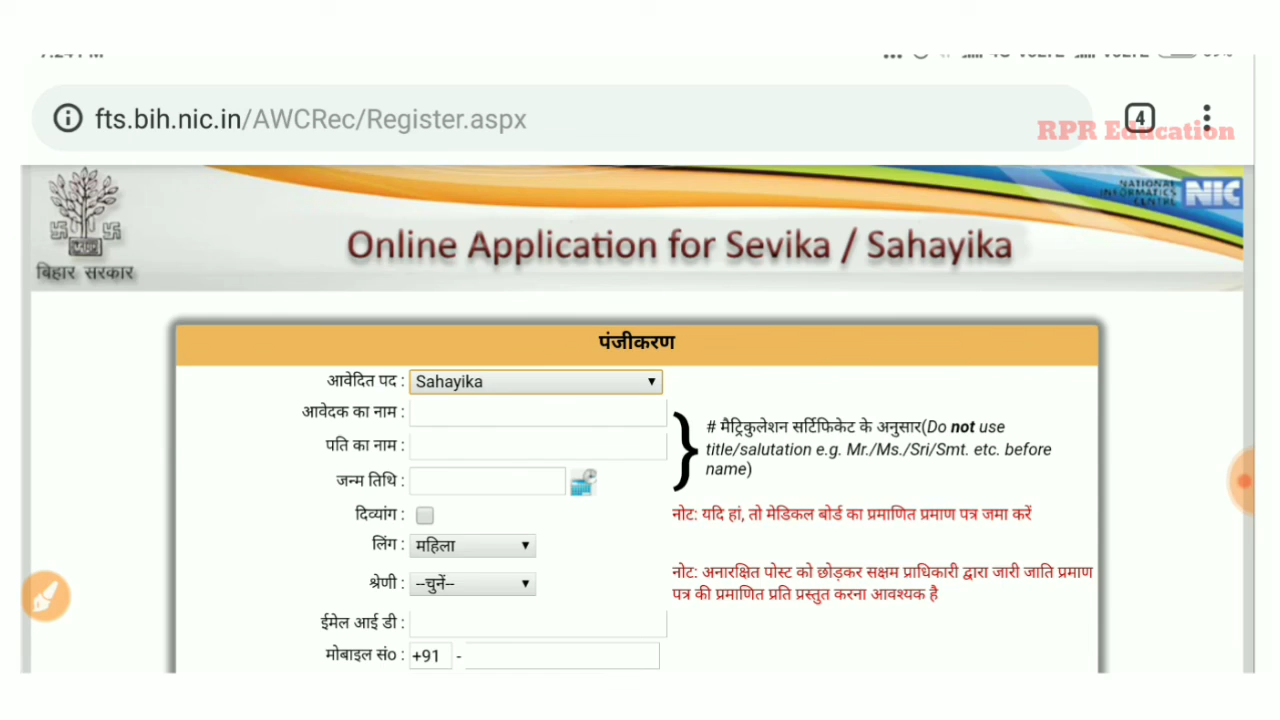 fts.bih.nic.in/AWCRec/Register.aspx
4
RPR Education
NATIONAL
INFORMATICS
CENTRE
NIC
बिहार सरकार
Online Application for Sevika / Sahayika
पंजीकरण
आवेदित पद : Sahayika
आवेदक का नाम :
पति का नाम :
# मैट्रिकुलेशन सर्टिफिकेट के अनुसार(Do not use
title/salutation e.g. Mr./Ms./Sri/Smt. etc. before
name)
जन्म तिथि :
दिव्यांग :
नोट: यदि हां, तो मेडिकल बोर्ड का प्रमाणित प्रमाण पत्र जमा करें
लिंग : महिला
श्रेणी : --चुनें--
नोट: अनारक्षित पोस्ट को छोड़कर सक्षम प्राधिकारी द्वारा जारी जाति प्रमाण
पत्र की प्रमाणित प्रति प्रस्तुत करना आवश्यक है
ईमेल आई डी :
मोबाइल सं० : +91 -